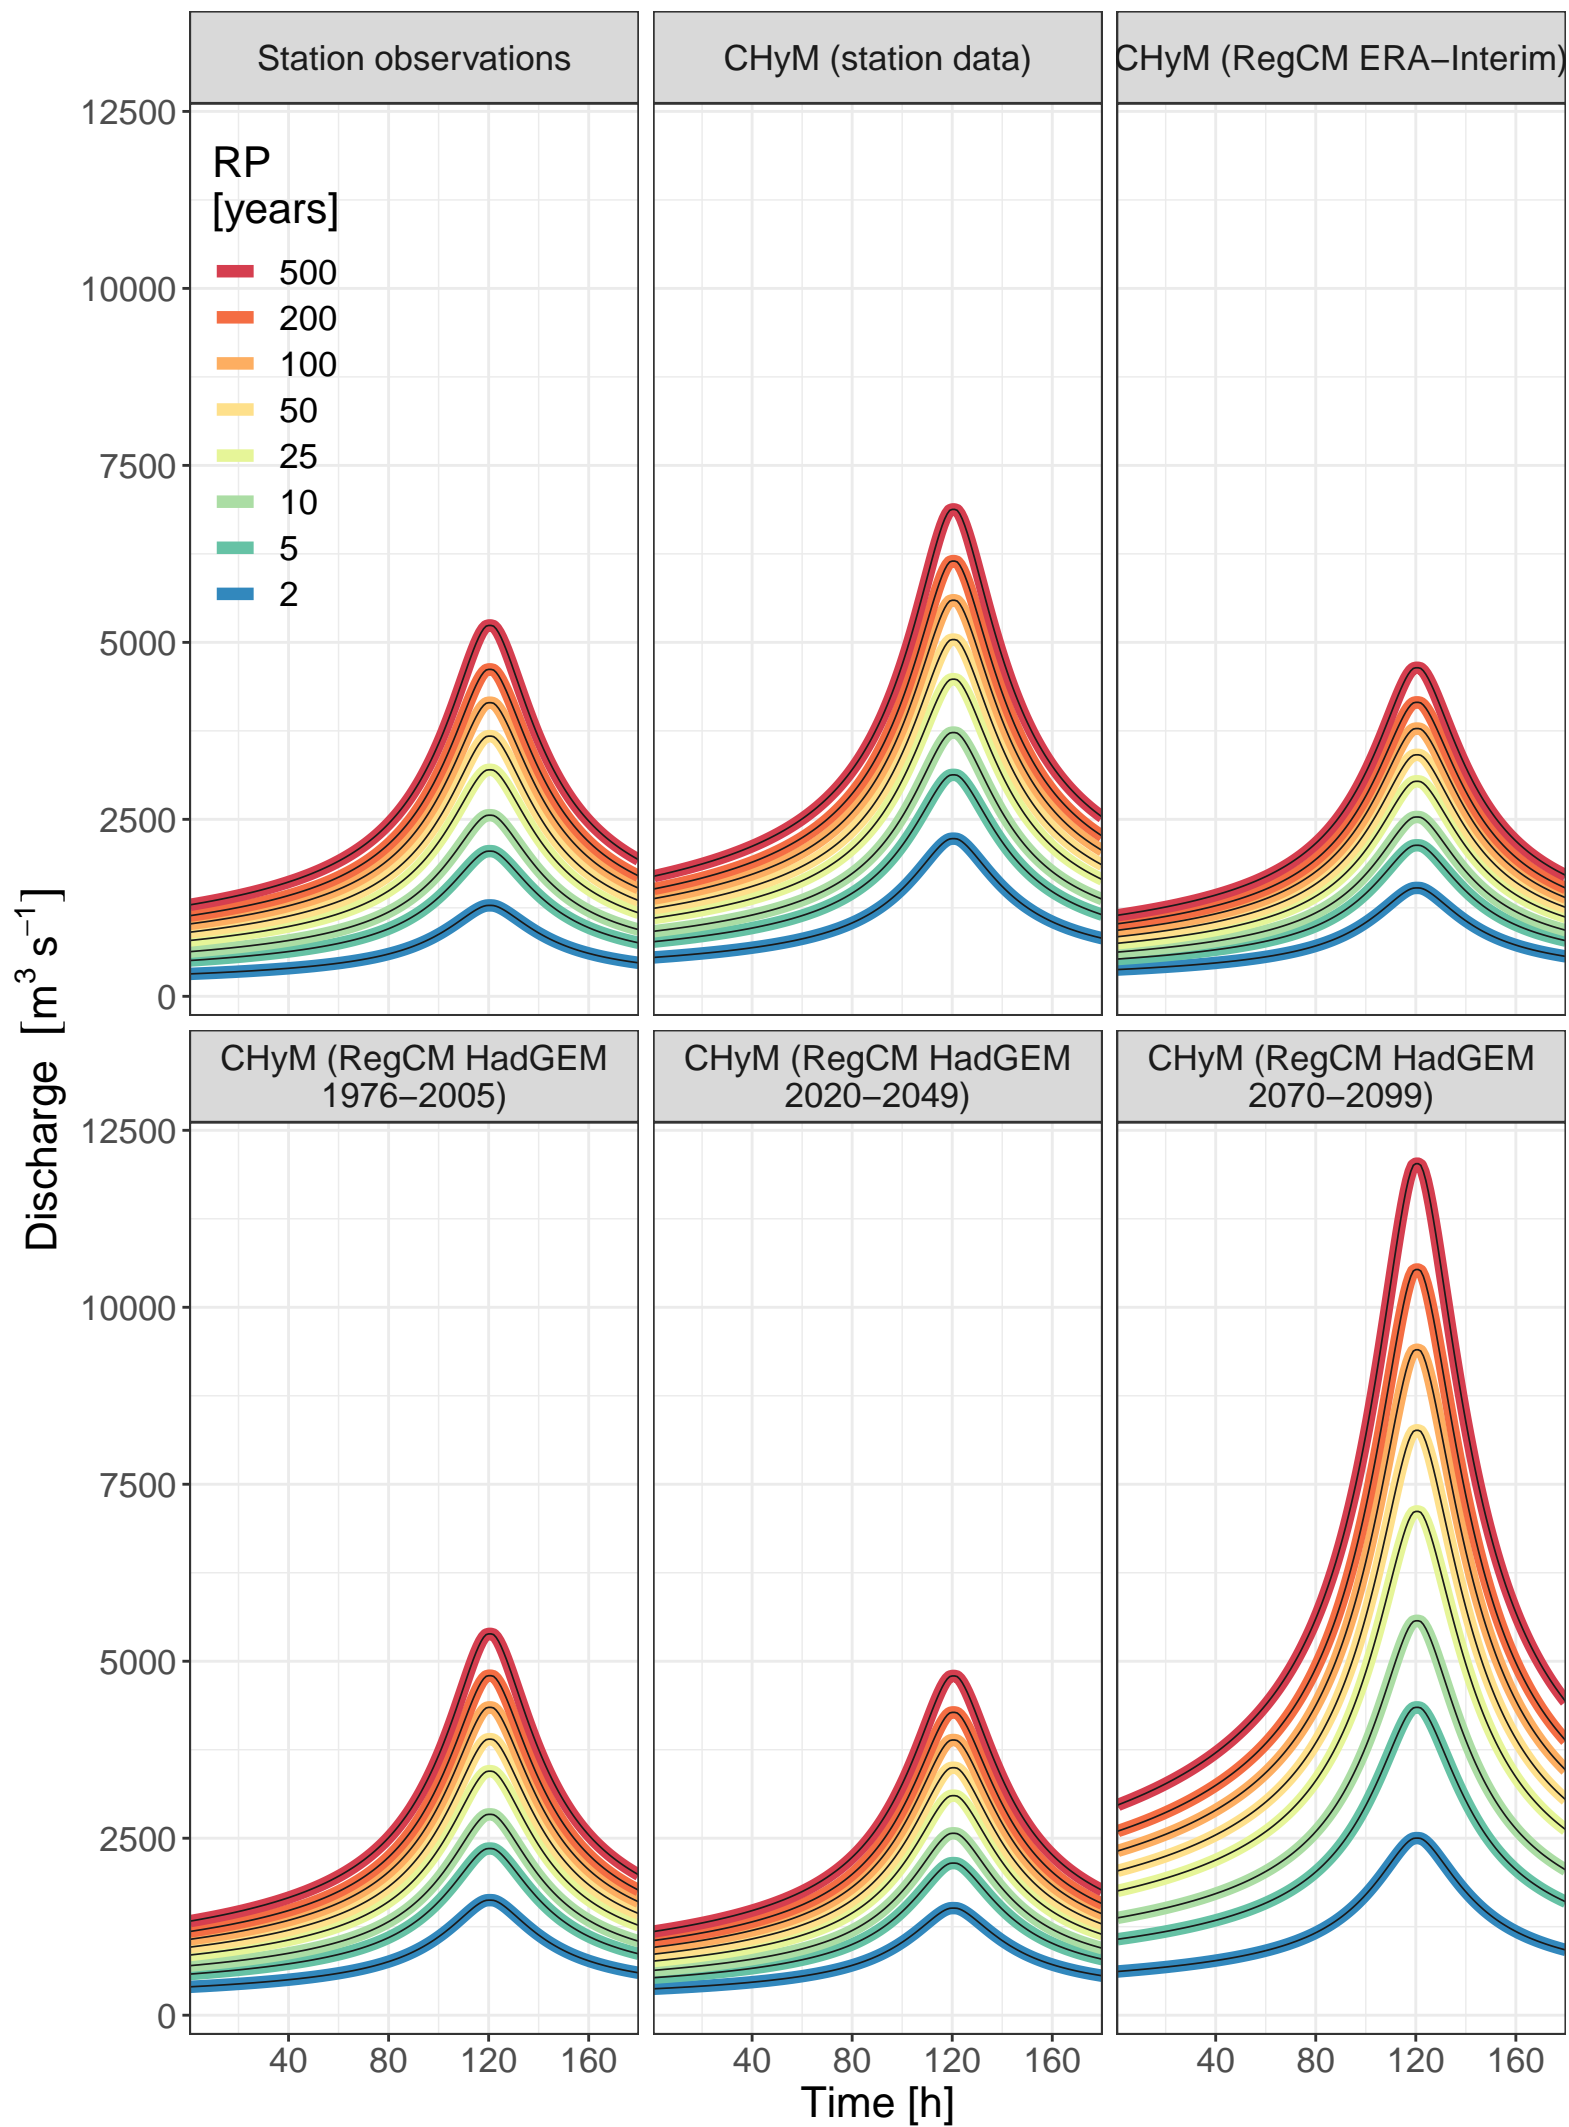 Station observations
CHyM (station data)
CHyM (RegCM ERA−Interim)
12500
10000
7500
5000
2500
0
RP
[years]
500
200
100
50
25
10
5
2
Discharge [m³ s⁻¹]
CHyM (RegCM HadGEM
1976−2005)
CHyM (RegCM HadGEM
2020−2049)
CHyM (RegCM HadGEM
2070−2099)
12500
10000
7500
5000
2500
0
40 80 120 160
40 80 120 160
40 80 120 160
Time [h]